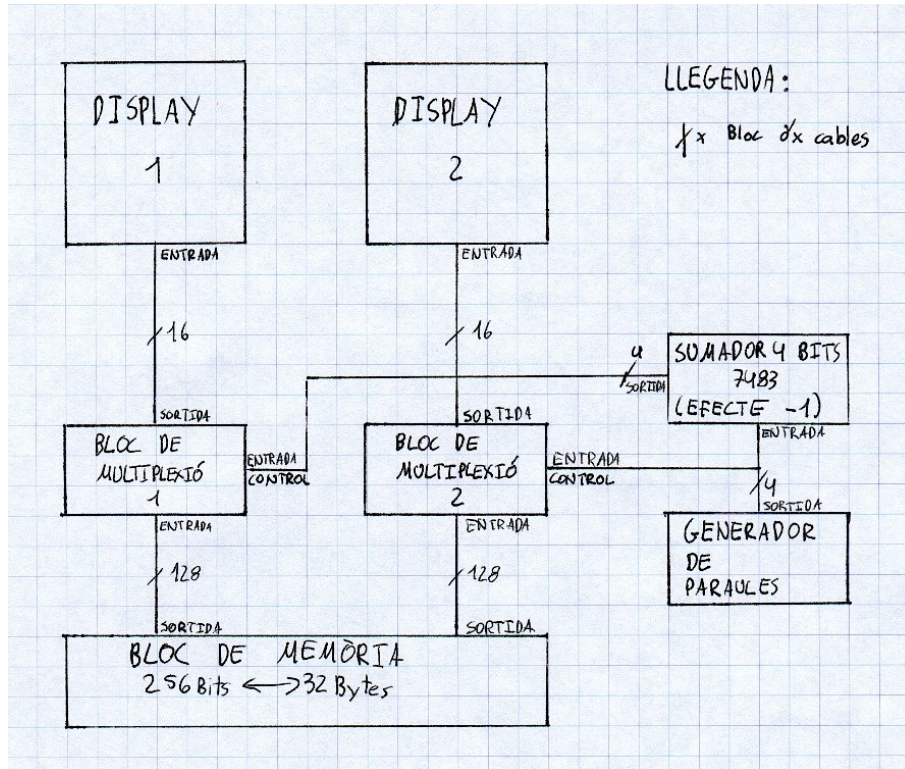 DISPLAY
1
ENTRADA
DISPLAY
2
ENTRADA
LLEGENDA:
x Bloc d'x cables
16
16
4
SORTIDA
SUMADOR 4 BITS
7483
(EFECTE -1)
ENTRADA
SORTIDA
BLOC DE
MULTIPLEXIÓ
1
ENTRADA
CONTROL
ENTRADA
SORTIDA
BLOC DE
MULTIPLEXIÓ
2
ENTRADA
CONTROL
ENTRADA
4
SORTIDA
GENERADOR
DE
PARAULES
128
128
SORTIDA
SORTIDA
BLOC DE MEMÒRIA
256 Bits <-> 32 Bytes